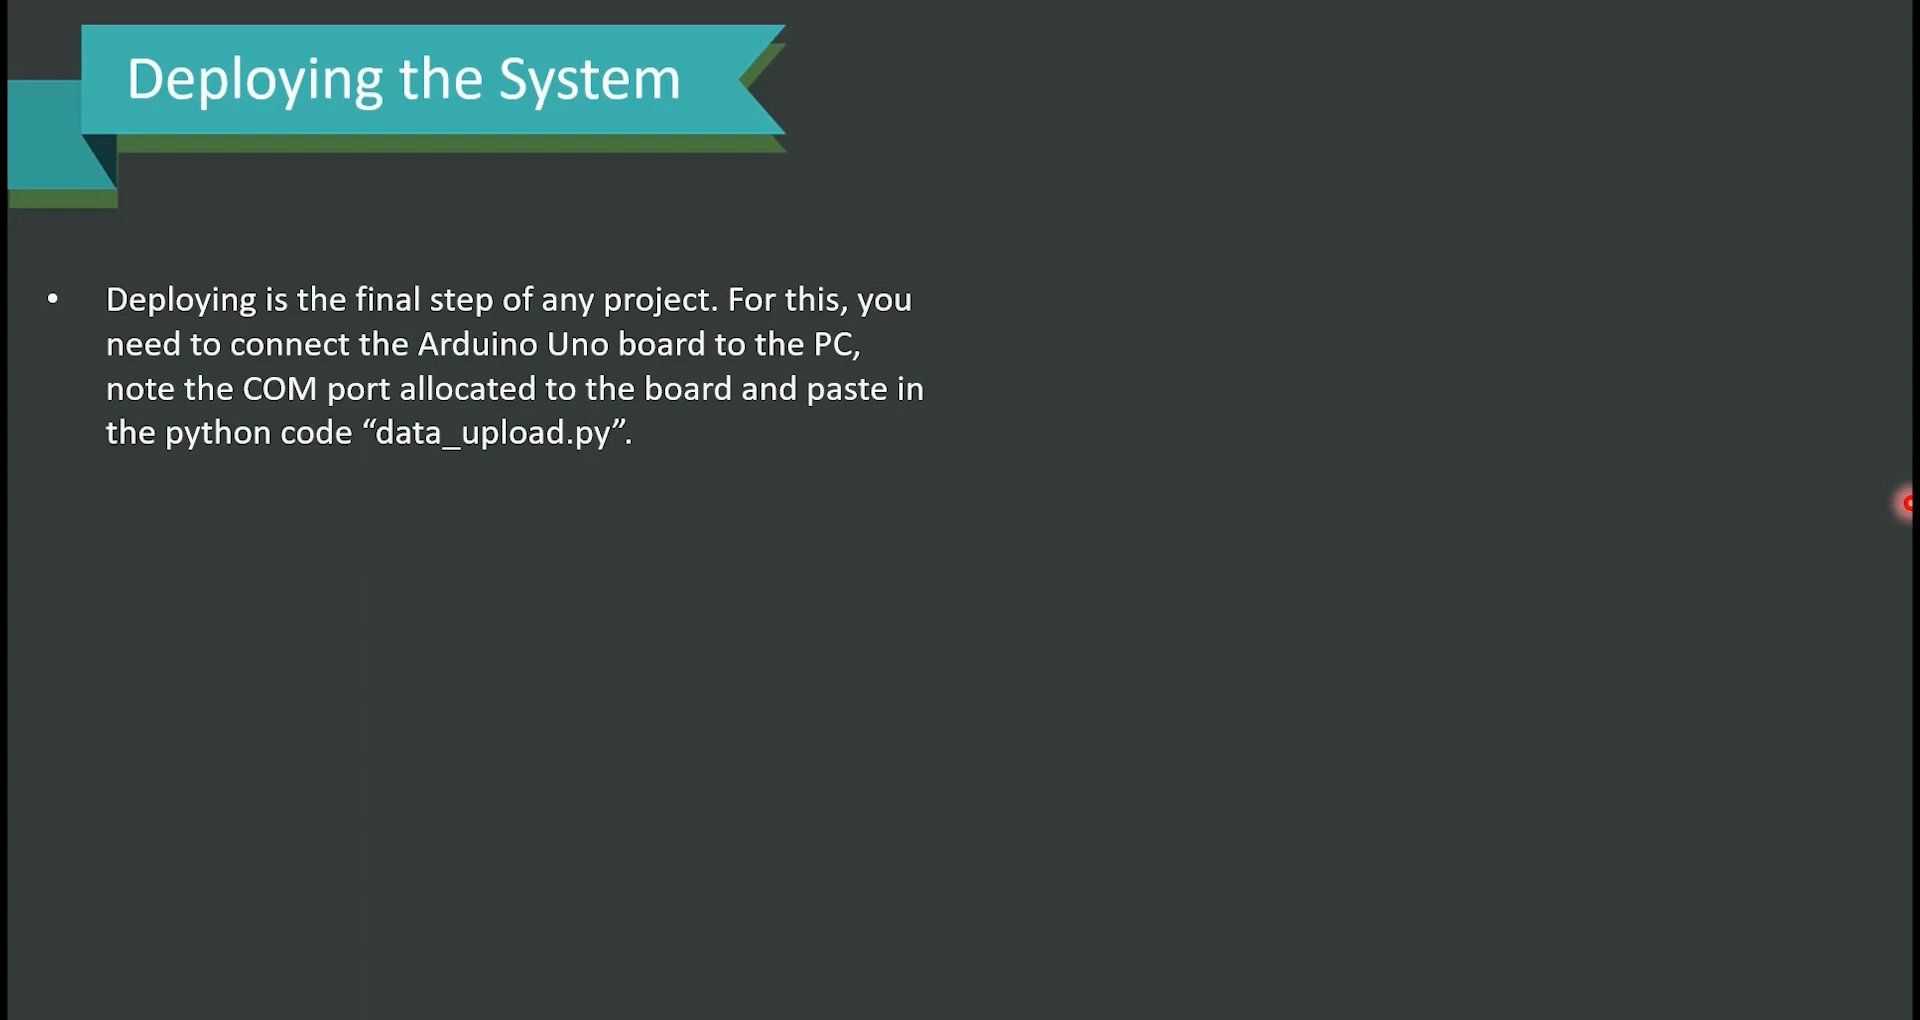 Deploying the System
• Deploying is the final step of any project. For this, you
need to connect the Arduino Uno board to the PC,
note the COM port allocated to the board and paste in
the python code “data_upload.py”.